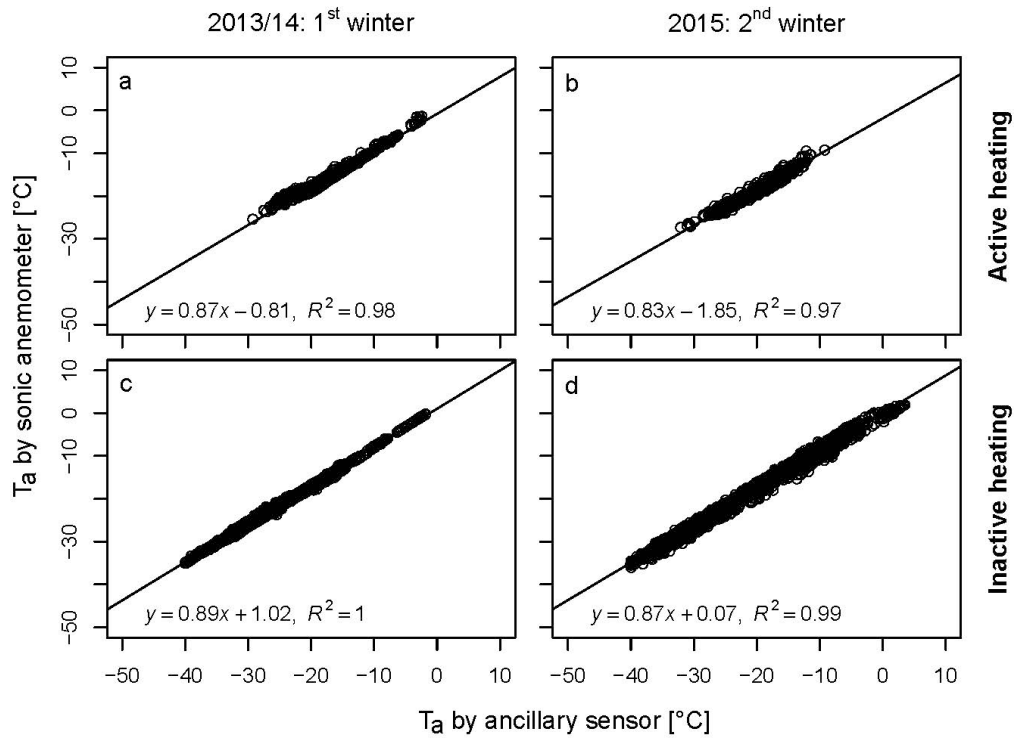 2013/14: 1st winter
2015: 2nd winter
a
10
0
−10
−30
−50
y = 0.87x − 0.81, R² = 0.98
b
y = 0.83x − 1.85, R² = 0.97
Active heating
Ta by sonic anemometer [°C]
c
10
0
−10
−30
−50
y = 0.89x + 1.02, R² = 1
d
y = 0.87x + 0.07, R² = 0.99
Inactive heating
−50 −40 −30 −20 −10 0 10
−50 −40 −30 −20 −10 0 10
Ta by ancillary sensor [°C]